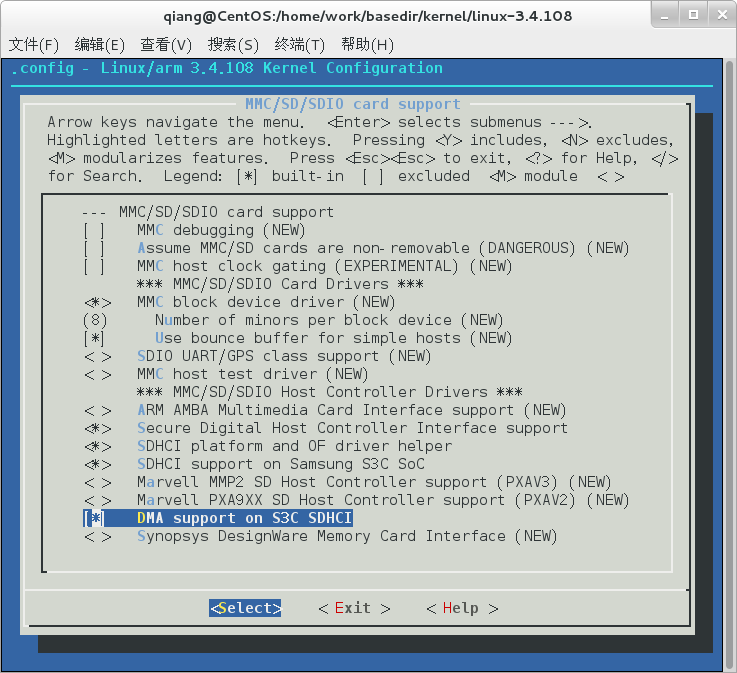 qiang@CentOS:/home/work/basedir/kernel/linux-3.4.108
文件(F) 编辑(E) 查看(V) 搜索(S) 终端(T) 帮助(H)
.config - Linux/arm 3.4.108 Kernel Configuration
MMC/SD/SDIO card support
Arrow keys navigate the menu. <Enter> selects submenus --->.
Highlighted letters are hotkeys. Pressing <Y> includes, <N> excludes,
<M> modularizes features. Press <Esc><Esc> to exit, <?> for Help, </>
for Search. Legend: [*] built-in [ ] excluded <M> module < >
--- MMC/SD/SDIO card support
[ ] MMC debugging (NEW)
[ ] Assume MMC/SD cards are non-removable (DANGEROUS) (NEW)
[ ] MMC host clock gating (EXPERIMENTAL) (NEW)
*** MMC/SD/SDIO Card Drivers ***
<*> MMC block device driver (NEW)
(8) Number of minors per block device (NEW)
[*] Use bounce buffer for simple hosts (NEW)
< > SDIO UART/GPS class support (NEW)
< > MMC host test driver (NEW)
*** MMC/SD/SDIO Host Controller Drivers ***
< > ARM AMBA Multimedia Card Interface support (NEW)
<*> Secure Digital Host Controller Interface support
<*> SDHCI platform and OF driver helper
<*> SDHCI support on Samsung S3C SoC
< > Marvell MMP2 SD Host Controller support (PXAV3) (NEW)
< > Marvell PXA9XX SD Host Controller support (PXAV2) (NEW)
[*] DMA support on S3C SDHCI
< > Synopsys DesignWare Memory Card Interface (NEW)
<Select> < Exit > < Help >